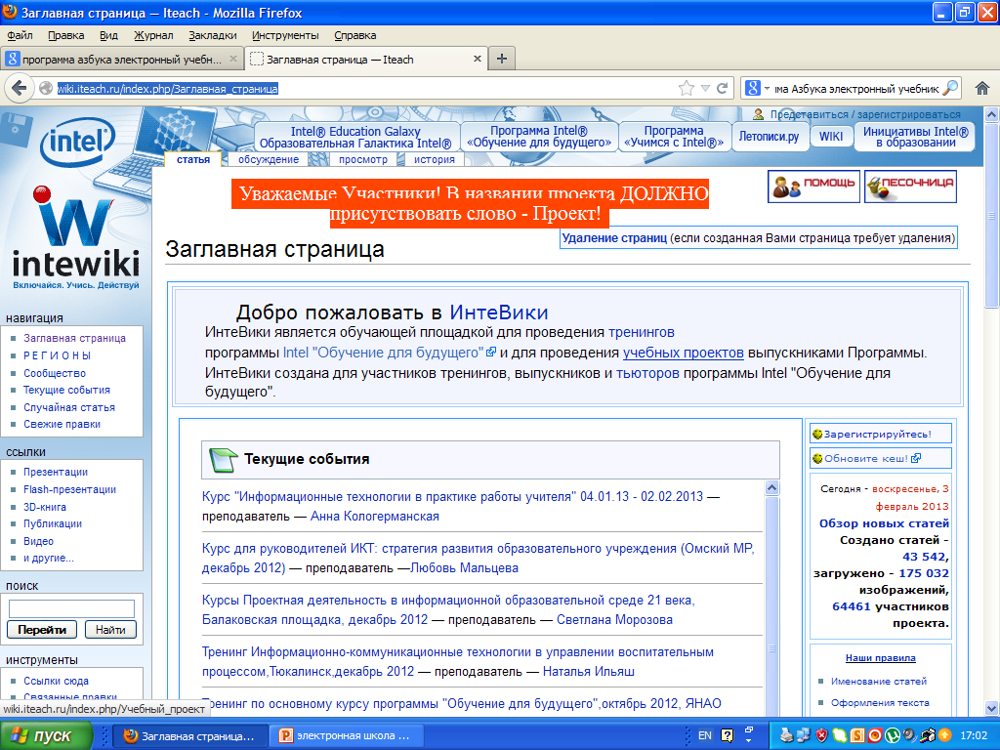 Заглавная страница — Iteach - Mozilla Firefox
Файл Правка Вид Журнал Закладки Инструменты Справка
программа азбука электронный учебн...
Заглавная страница — Iteach
wiki.iteach.ru/index.php/Заглавная_страница
ма Азбука электронный учебник
Представиться / зарегистрироваться
intel
Intel® Education Galaxy
Образовательная Галактика Intel®
Программа Intel®
«Обучение для будущего»
Программа
«Учимся с Intel®»
Летописи.ру
WIKI
Инициативы Intel®
в образовании
статья обсуждение просмотр история
intewiki
Включайся. Учись. Действуй
Уважаемые Участники! В названии проекта ДОЛЖНО
присутствовать слово - Проект!
ПОМОЩЬ
ПЕСОЧНИЦА
Удаление страниц (если созданная Вами страница требует удаления)
Заглавная страница
Добро пожаловать в ИнтеВики
ИнтеВики является обучающей площадкой для проведения тренингов
программы Intel "Обучение для будущего" и для проведения учебных проектов выпускниками Программы.
ИнтеВики создана для участников тренингов, выпускников и тьюторов программы Intel "Обучение для
будущего".
навигация
Заглавная страница
Р Е Г И О Н Ы
Сообщество
Текущие события
Случайная статья
Свежие правки
ссылки
Презентации
Flash-презентации
3D-книга
Публикации
Видео
и другие...
поиск
Перейти Найти
инструменты
Ссылки сюда
Связанные правки
Текущие события
Курс "Информационные технологии в практике работы учителя" 04.01.13 - 02.02.2013 —
преподаватель — Анна Кологерманская
Курс для руководителей ИКТ: стратегия развития образовательного учреждения (Омский МР,
декабрь 2012) — преподаватель —Любовь Мальцева
Курсы Проектная деятельность в информационной образовательной среде 21 века,
Балаковская площадка, декабрь 2012 — преподаватель — Светлана Морозова
Тренинг Информационно-коммуникационные технологии в управлении воспитательным
процессом,Тюкалинск,декабрь 2012 — преподаватель — Наталья Ильяш
Тренинг по основному курсу программы "Обучение для будущего",октябрь 2012, ЯНАО
Зарегистрируйтесь!
Обновите кеш!
Сегодня - воскресенье, 3
февраль 2013
Обзор новых статей
Создано статей -
43 542,
загружено - 175 032
изображений,
64461 участников
проекта.
Наши правила
Именование статей
Оформления текста
wiki.iteach.ru/index.php/Учебный_проект
пуск
Заглавная страница...
электронная школа ...
EN
17:02